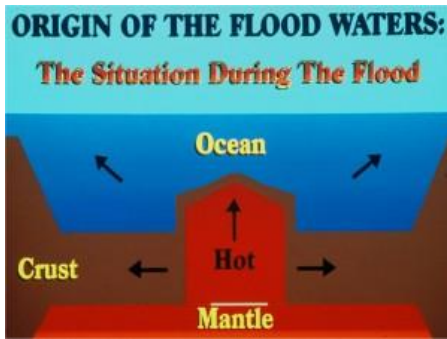 ORIGIN OF THE FLOOD WATERS:
The Situation During The Flood
Ocean
Hot
Crust
Mantle